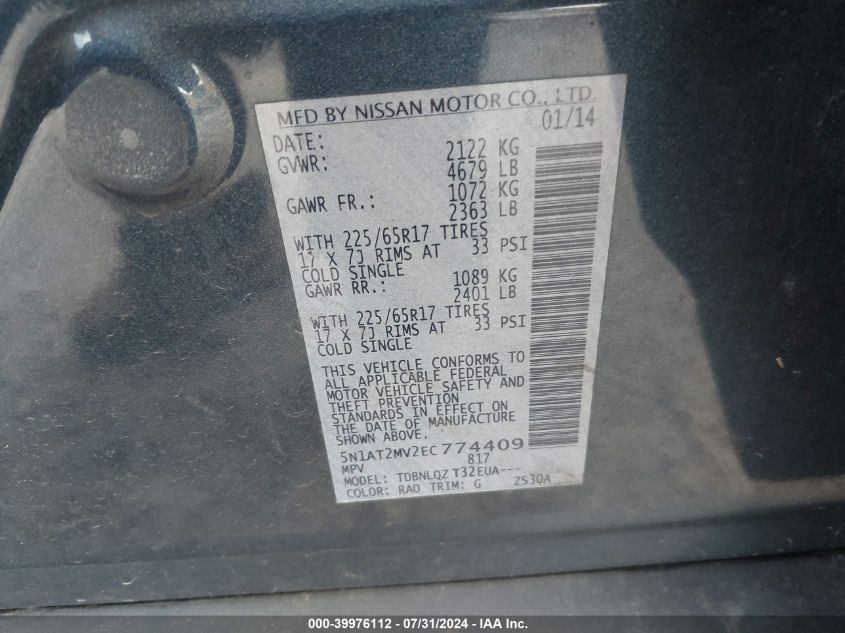 MFD BY NISSAN MOTOR CO., LTD.
DATE: 01/14
GVWR: 2122 KG
4679 LB
GAWR FR.: 1072 KG
2363 LB
WITH 225/65R17 TIRES
17 X 7J RIMS AT 33 PSI
COLD SINGLE
GAWR RR.: 1089 KG
2401 LB
WITH 225/65R17 TIRES
17 X 7J RIMS AT 33 PSI
COLD SINGLE
THIS VEHICLE CONFORMS TO
ALL APPLICABLE FEDERAL
MOTOR VEHICLE SAFETY AND
THEFT PREVENTION
STANDARDS IN EFFECT ON
THE DATE OF MANUFACTURE
SHOWN ABOVE.
5N1AT2MV2EC774409
MPV 817
MODEL: TDBNLQZ T32EUA---
COLOR: RAO TRIM: G ZS30A
000-39976112 - 07/31/2024 - IAA Inc.